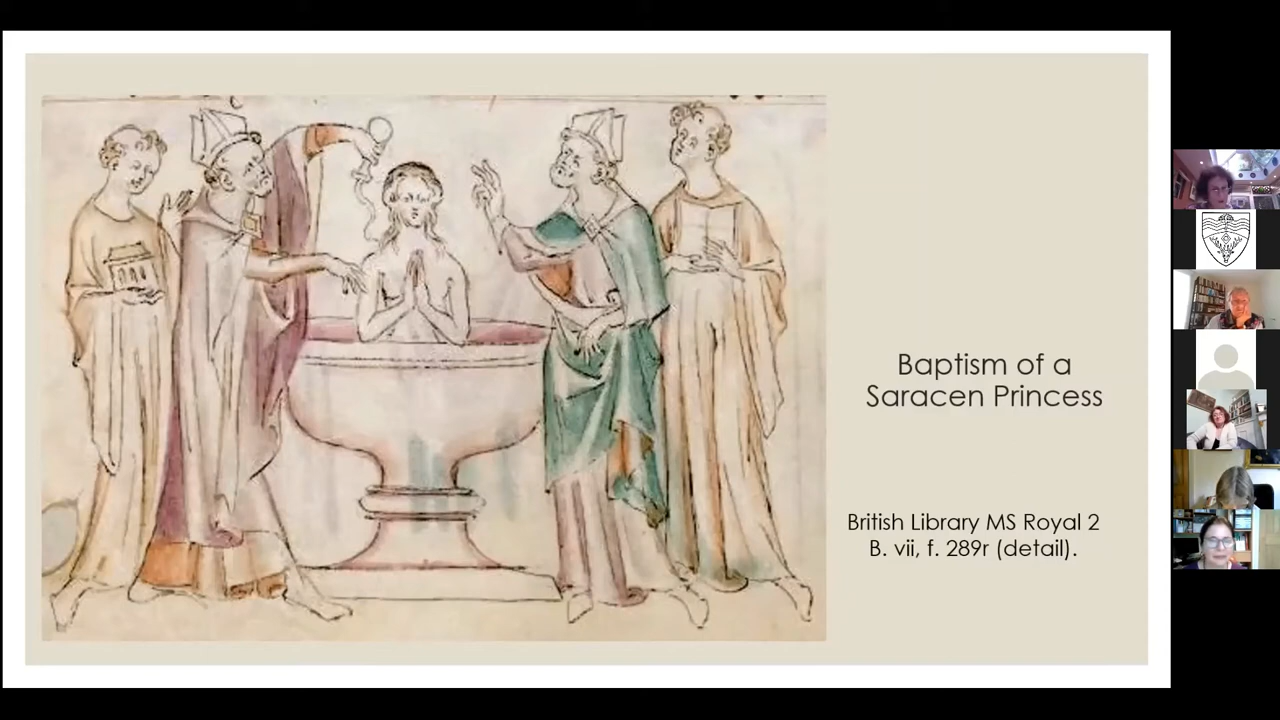 Baptism of a
Saracen Princess
British Library MS Royal 2
B. vii, f. 289r (detail).